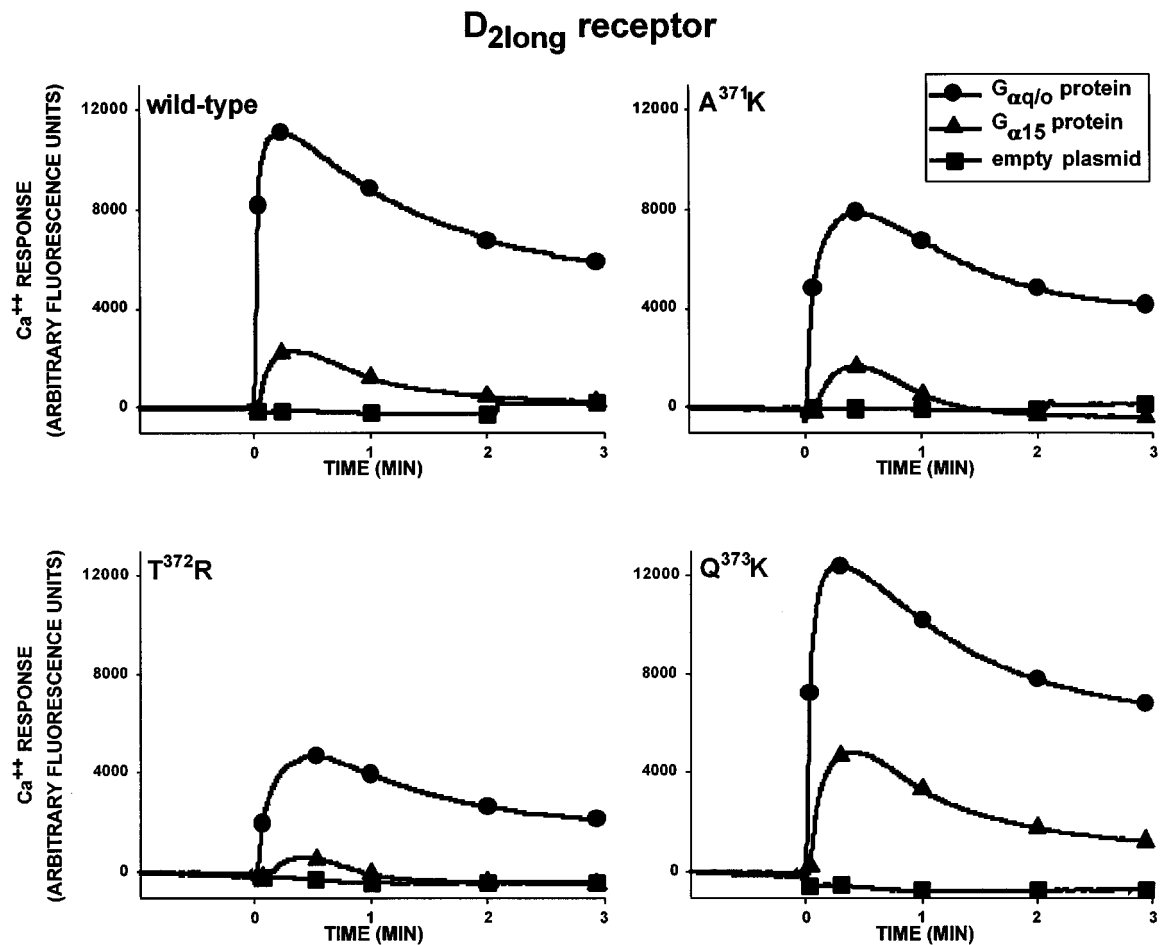 D2long receptor
wild-type
Ca++ RESPONSE
(ARBITRARY FLUORESCENCE UNITS)
12000
8000
4000
0
0 1 2 3
TIME (MIN)
A371K
Gαq/o protein
Gα15 protein
empty plasmid
12000
8000
4000
0
0 1 2 3
TIME (MIN)
T372R
Ca++ RESPONSE
(ARBITRARY FLUORESCENCE UNITS)
12000
8000
4000
0
0 1 2 3
TIME (MIN)
Q373K
12000
8000
4000
0
0 1 2 3
TIME (MIN)